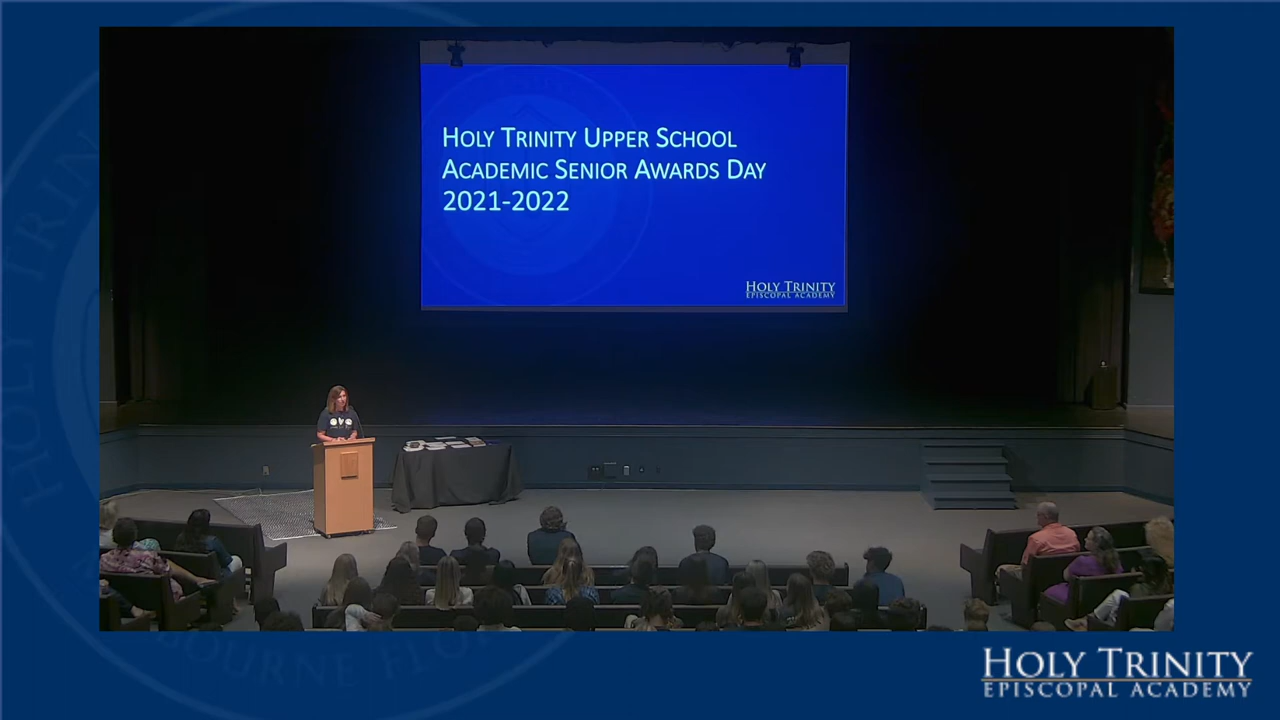 HOLY TRINITY UPPER SCHOOL
ACADEMIC SENIOR AWARDS DAY
2021-2022
HOLY TRINITY
EPISCOPAL ACADEMY
HOLY TRINITY
EPISCOPAL ACADEMY